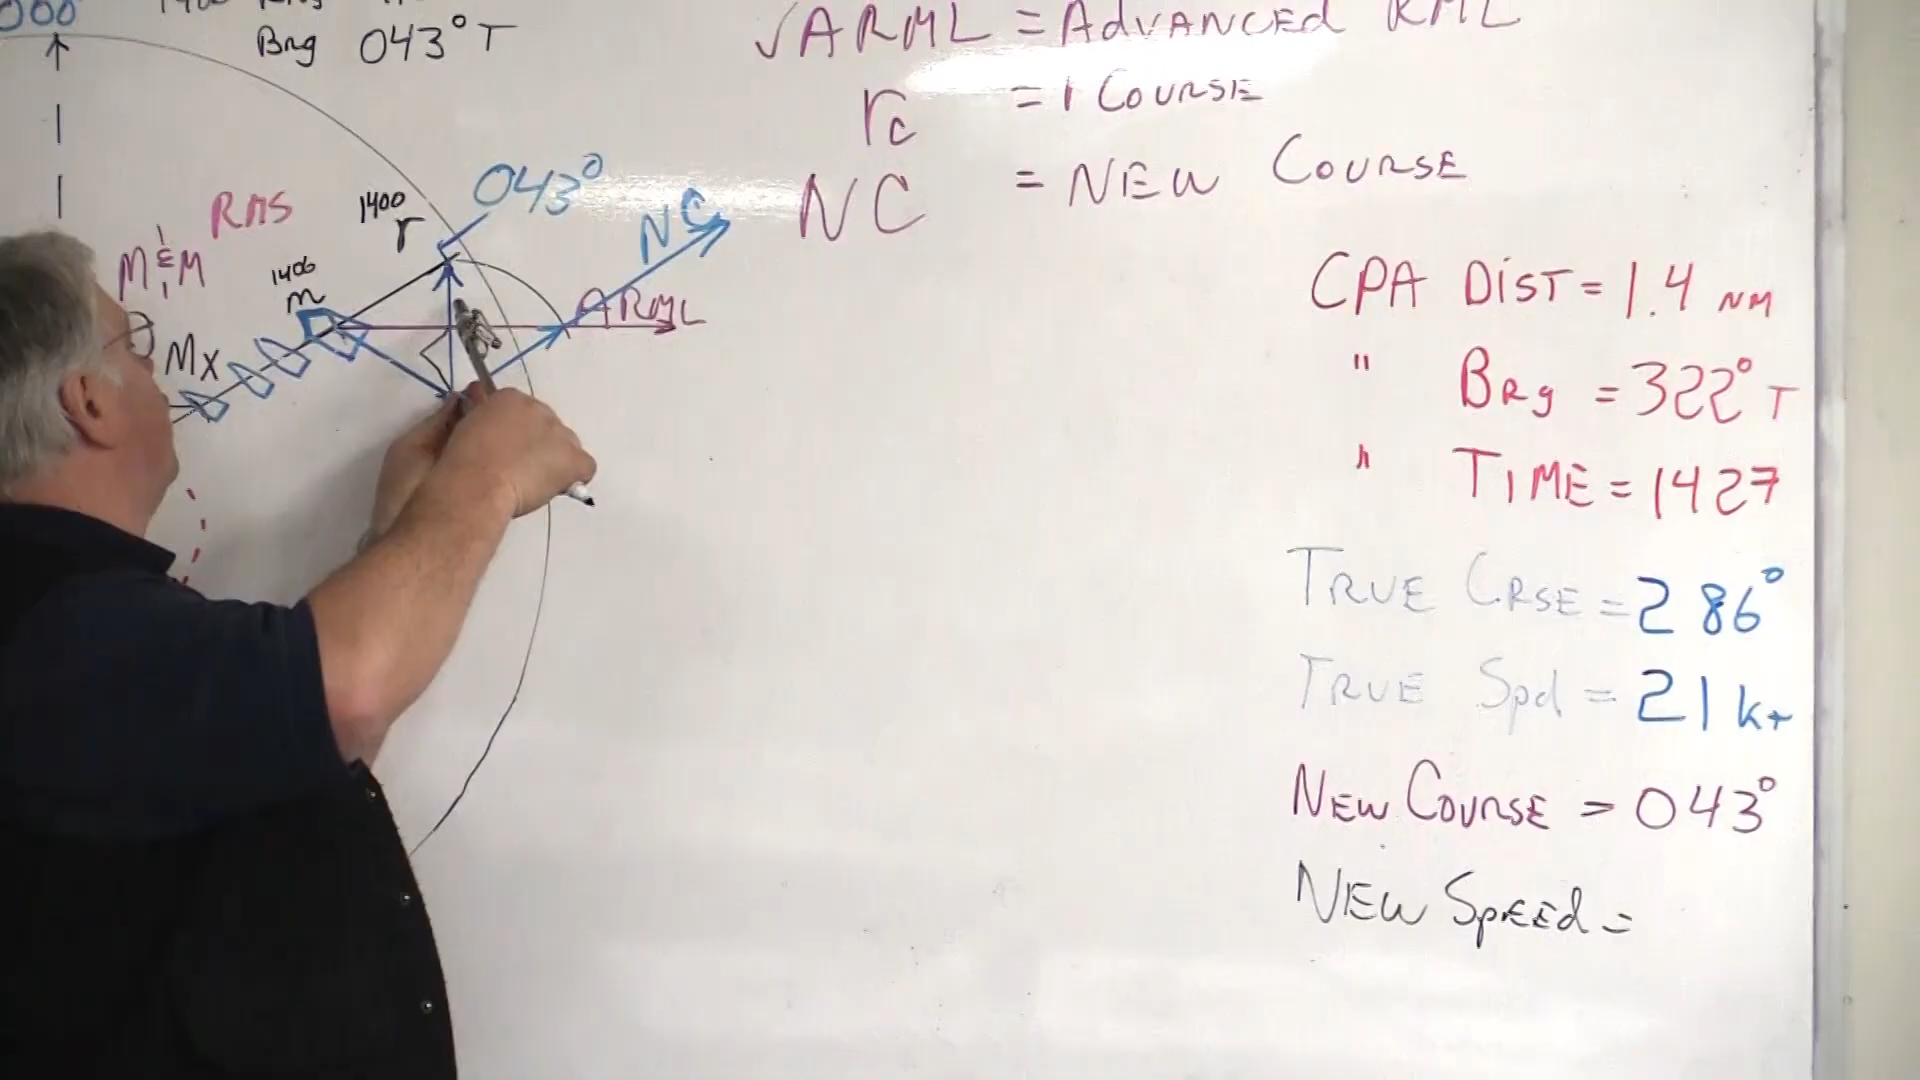 000
Brg 043° T
√ARML = Advanced RML
rc = 1 Course
NC = New Course
043°
NC
1400
r
RMS
M & M
1406
m
ARML
Mx
CPA Dist = 1.4 NM
" Brg = 322° T
" Time = 1427
True Crse = 286°
True Spd = 21 kt
New Course = 043°
New Speed =